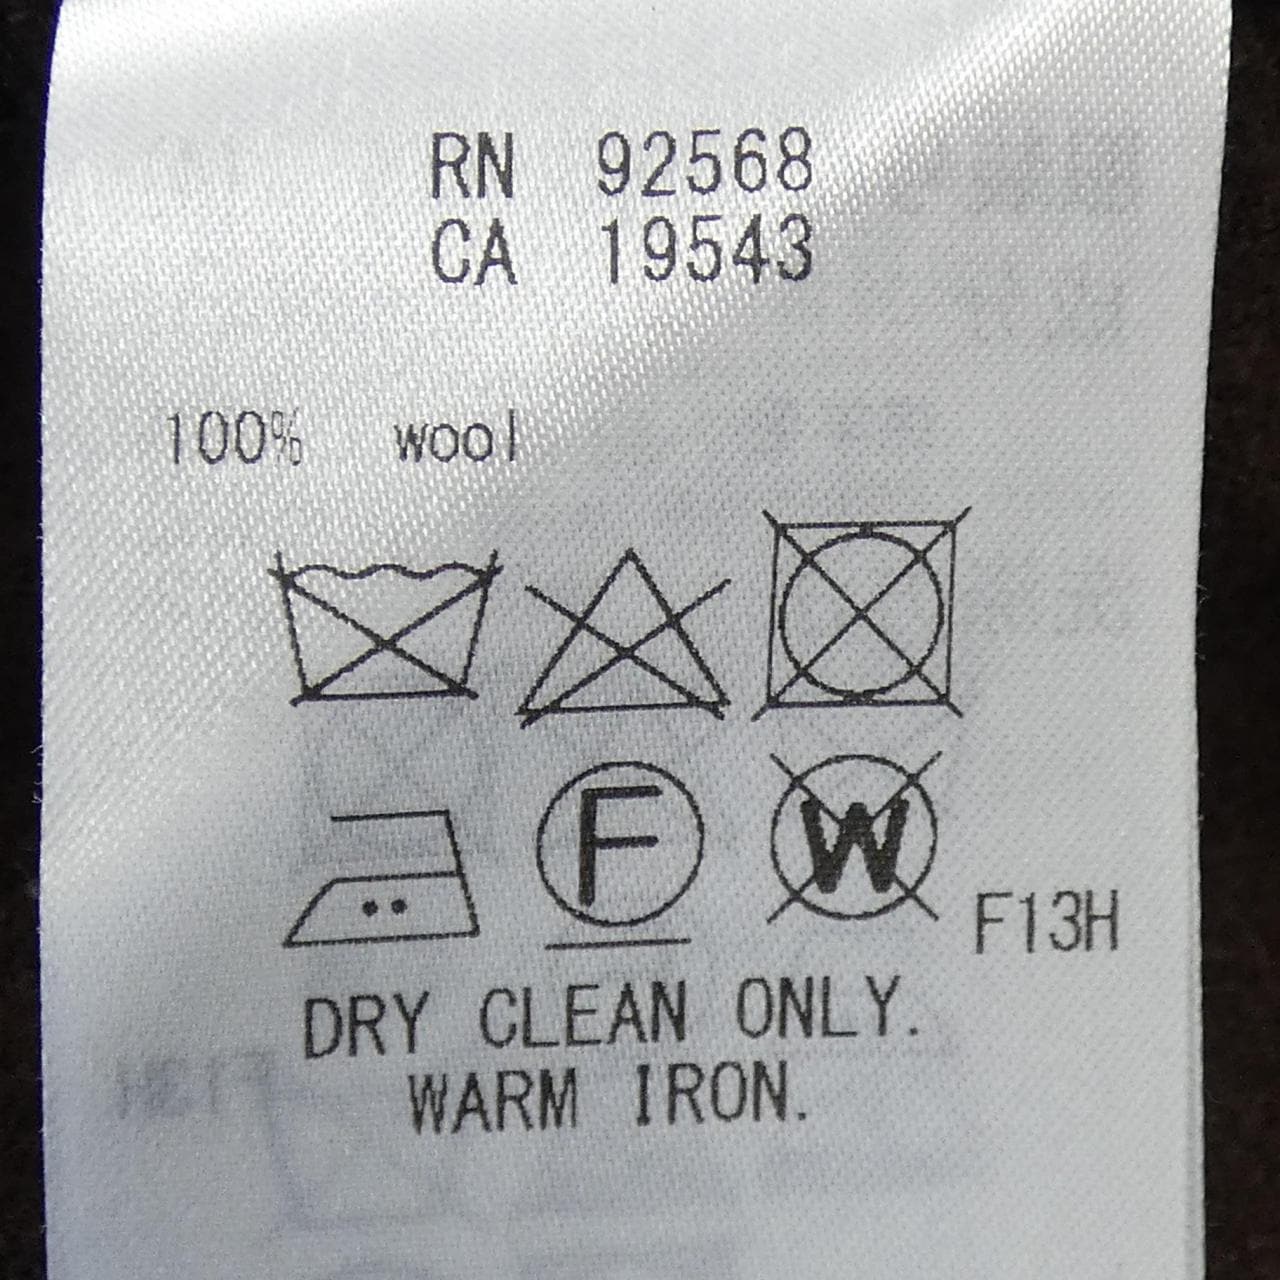 RN 92568
CA 19543
100% wool
F W
F13H
DRY CLEAN ONLY.
WARM IRON.